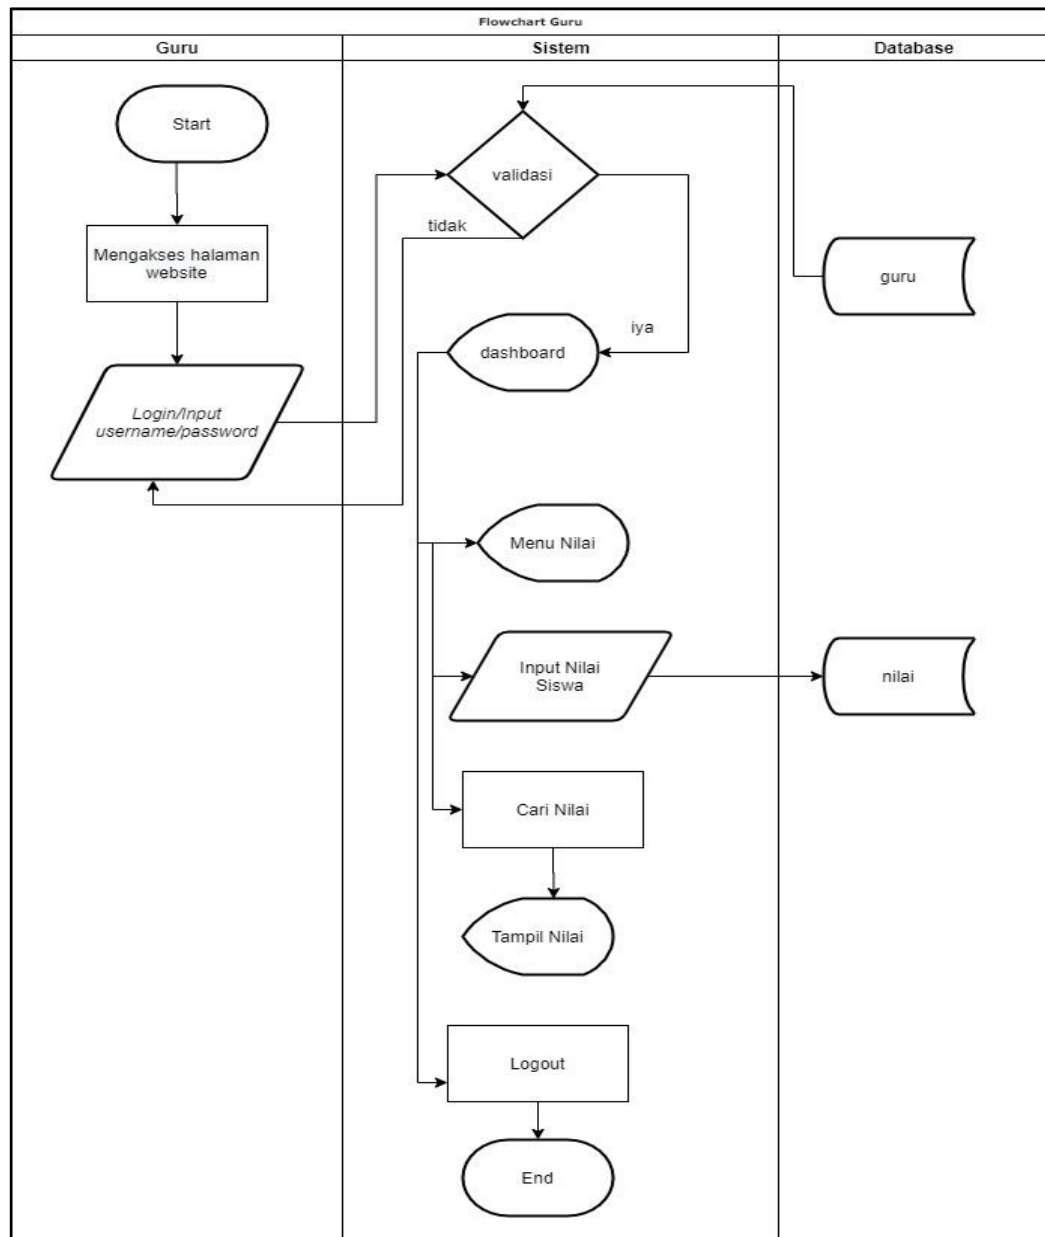 Flowchart Guru
Guru
Sistem
Database
Start
validasi
tidak
Mengakses halaman
website
guru
iya
dashboard
Login/Input
username/password
Menu Nilai
Input Nilai
Siswa
nilai
Cari Nilai
Tampil Nilai
Logout
End